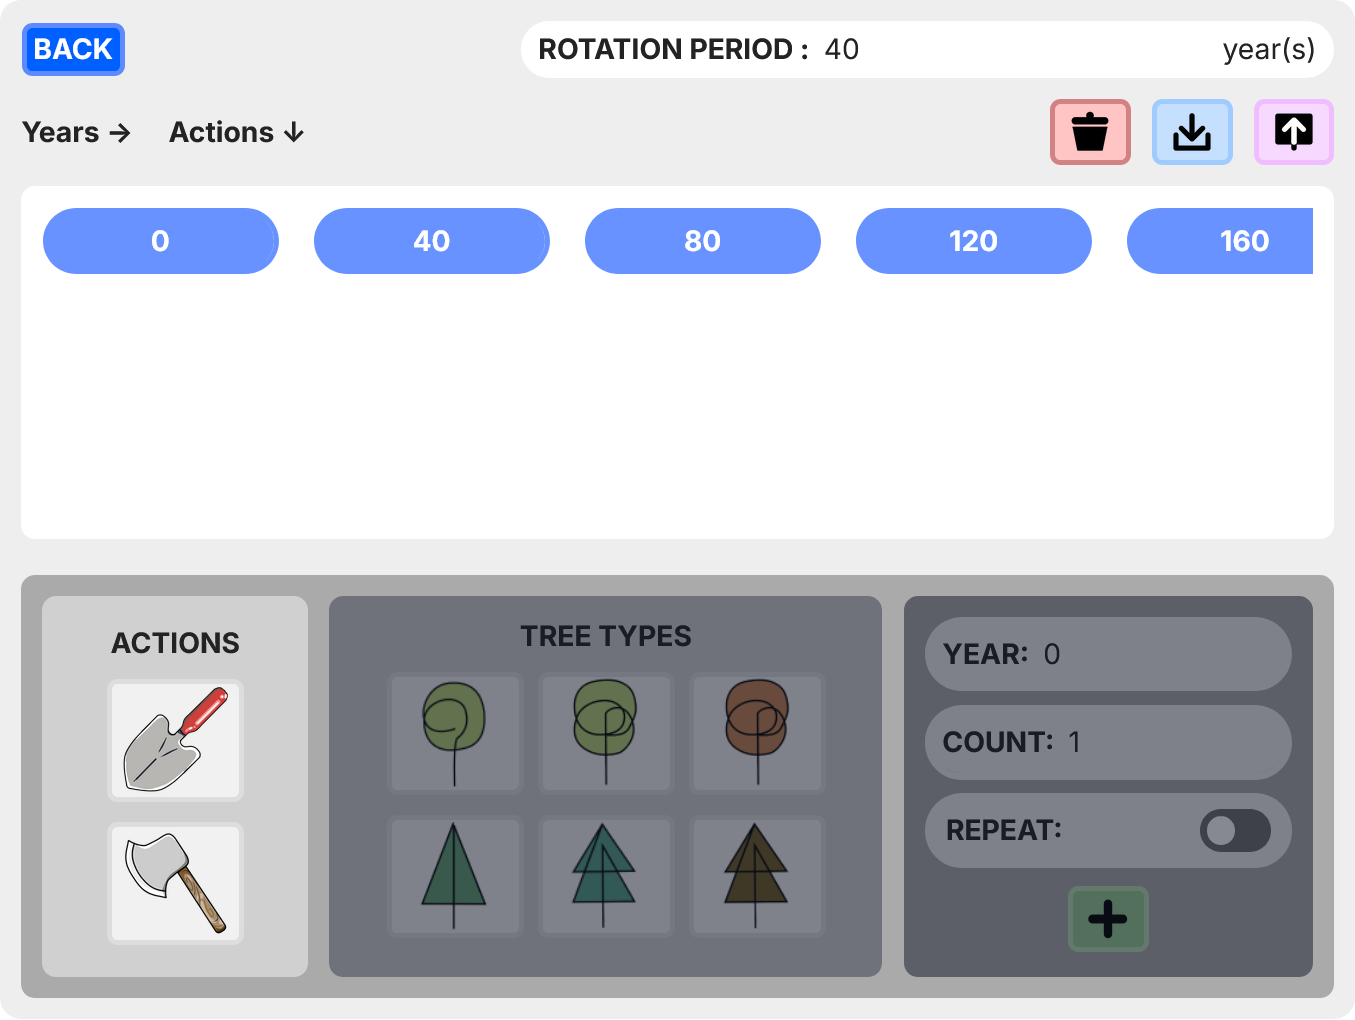 BACK
ROTATION PERIOD : 40 year(s)
Years → Actions ↓
0 40 80 120 160
ACTIONS
TREE TYPES
YEAR: 0
COUNT: 1
REPEAT: